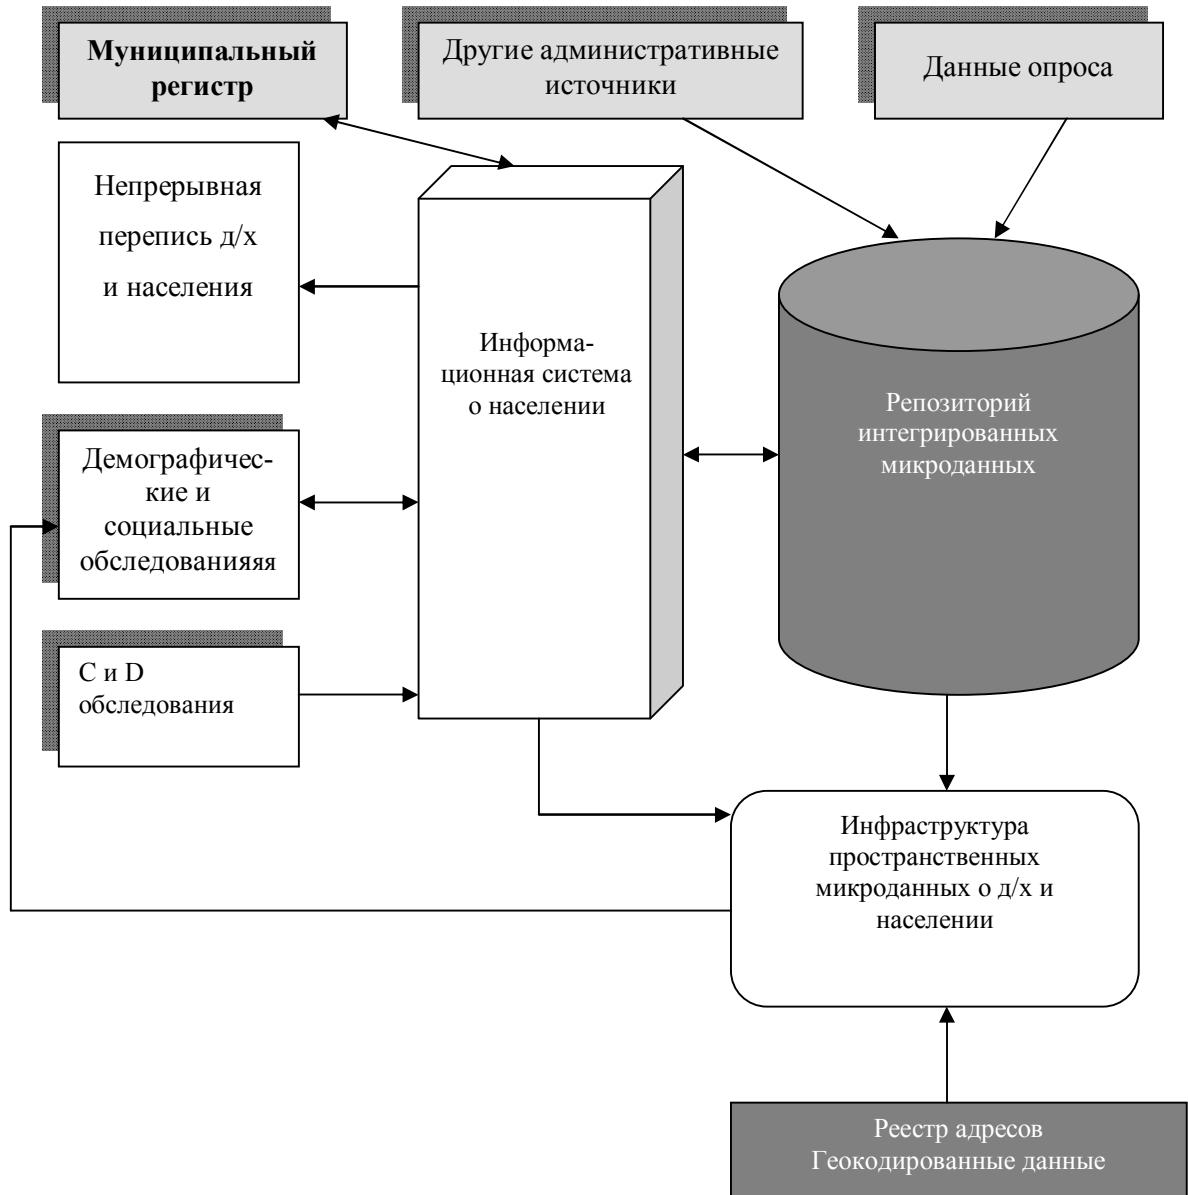 Муниципальный
регистр
Другие административные
источники
Данные опроса
Непрерывная
перепись д/х
и населения
Информа-
ционная система
о населении
Репозиторий
интегрированных
микроданных
Демографичес-
кие и
социальные
обследованияяя
C и D
обследования
Инфраструктура
пространственных
микроданных о д/х и
населении
Реестр адресов
Геокодированные данные